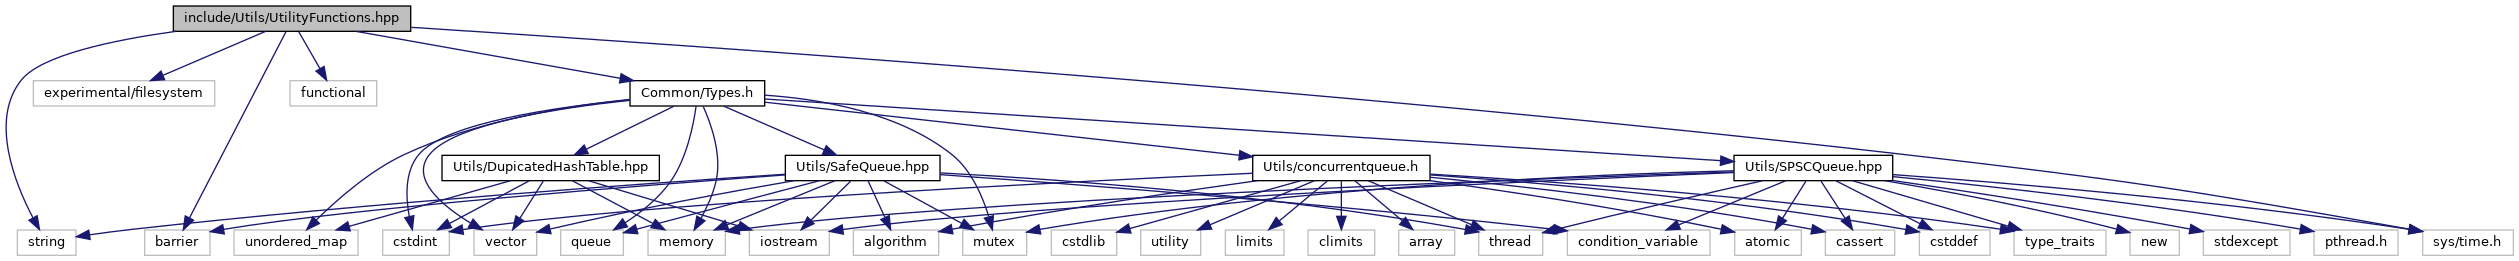 include/Utils/UtilityFunctions.hpp
experimental/filesystem
functional
Common/Types.h
Utils/DupicatedHashTable.hpp
Utils/SafeQueue.hpp
Utils/concurrentqueue.h
Utils/SPSCQueue.hpp
string
barrier
unordered_map
cstdint
vector
queue
memory
iostream
algorithm
mutex
cstdlib
utility
limits
climits
array
thread
condition_variable
atomic
cassert
cstddef
type_traits
new
stdexcept
pthread.h
sys/time.h